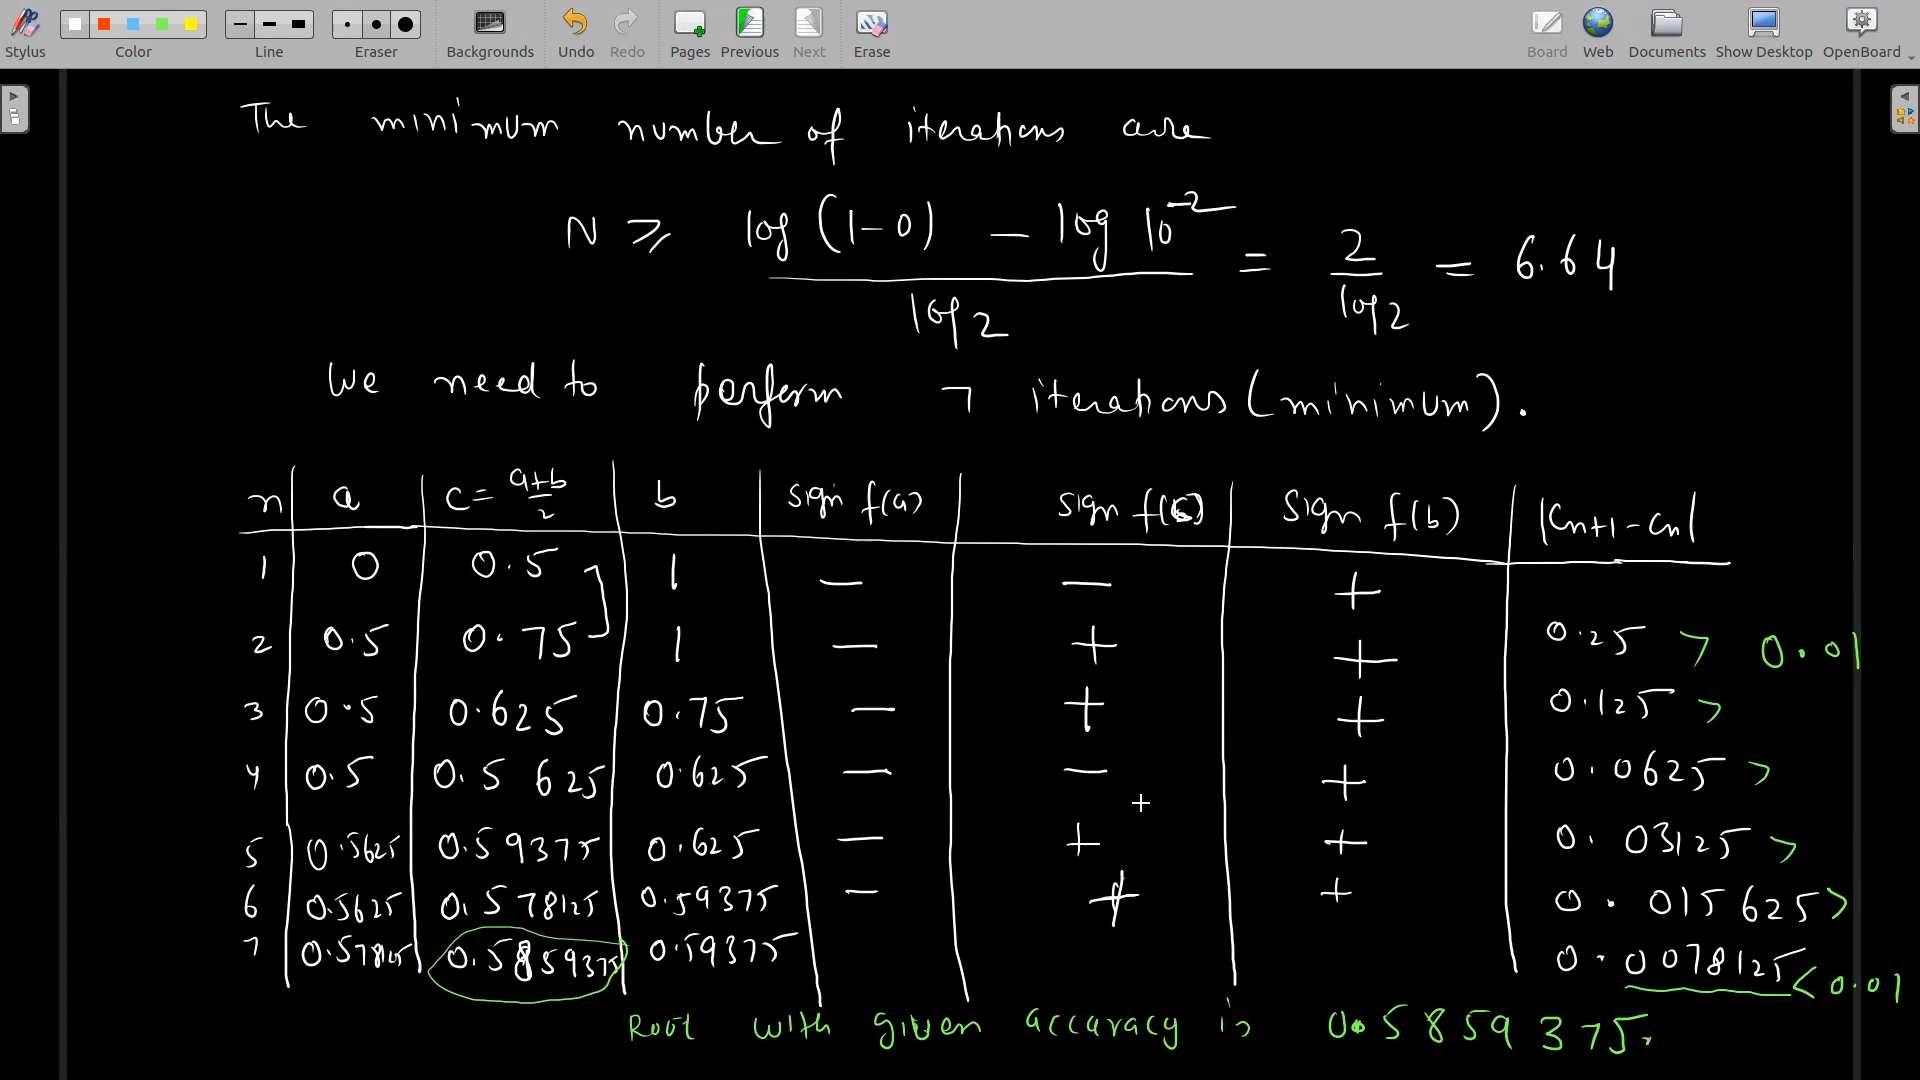 Stylus Color Line Eraser Backgrounds Undo Redo Pages Previous Next Erase Board Web Documents Show Desktop OpenBoard
The minimum number of iterations are
N ≥ (log (1-0) - log 10^-2) / log 2 = 2 / log 2 = 6.64
We need to perform 7 iterations (minimum).
n | a | c = (a+b)/2 | b | sign f(a) | sign f(c) | sign f(b) | |Cn+1 - Cn|
1 | 0 | 0.5 | 1 | - | - | +
2 | 0.5 | 0.75 | 1 | - | + | + | 0.25 > 0.01
3 | 0.5 | 0.625 | 0.75 | - | + | + | 0.125 >
4 | 0.5 | 0.5625 | 0.625 | - | - | + | 0.0625 >
5 | 0.5625 | 0.59375 | 0.625 | - | + | + | 0.03125 >
6 | 0.5625 | 0.578125 | 0.59375 | - | + | + | 0.015625 >
7 | 0.5859375 | 0.59375 | 0.0078125 < 0.01
Root with given accuracy is 0.5859375.